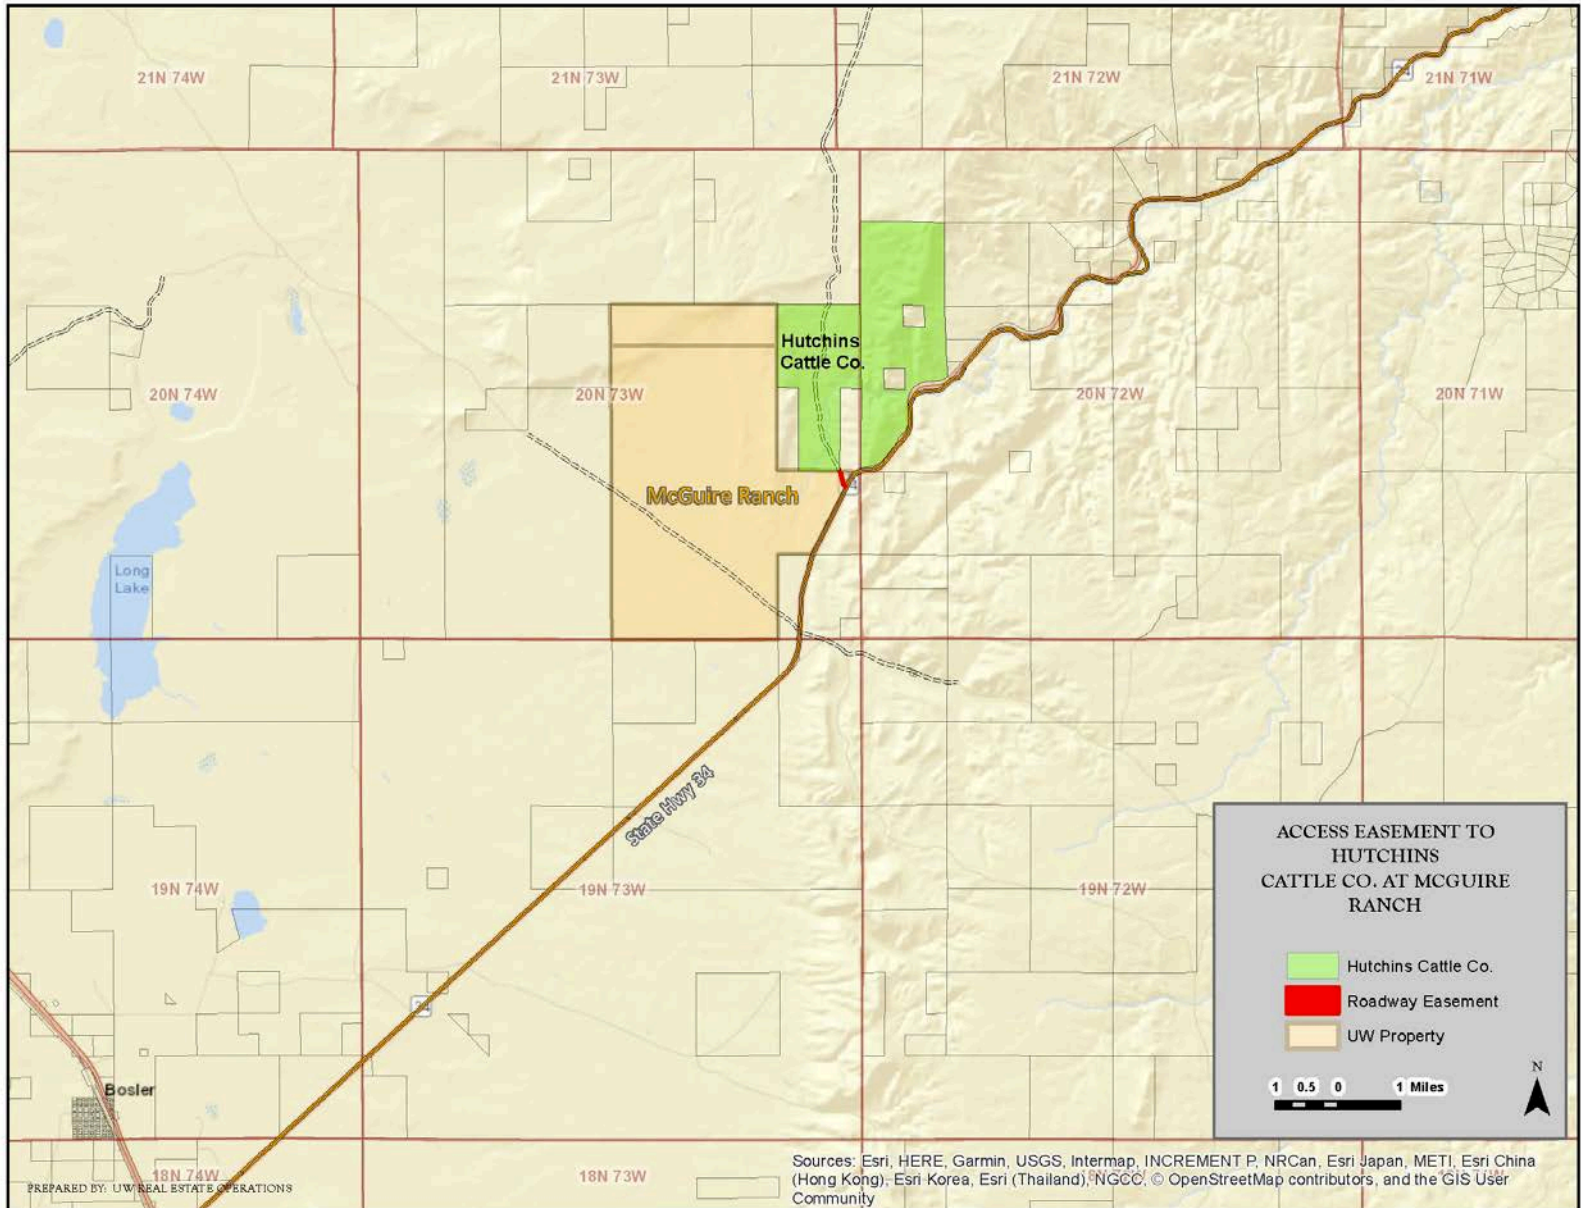 21N 74W
21N 73W
21N 72W
34
21N 71W
Hutchins
Cattle Co.
20N 74W
20N 73W
20N 72W
20N 71W
McGuire Ranch
Long
Lake
State Hwy 34
19N 74W
19N 73W
19N 72W
34
Bosler
18N 74W
18N 73W
PREPARED BY: UW REAL ESTATE OPERATIONS
ACCESS EASEMENT TO
HUTCHINS
CATTLE CO. AT MCGUIRE
RANCH
Hutchins Cattle Co.
Roadway Easement
UW Property
1 0.5 0 1 Miles
N
Sources: Esri, HERE, Garmin, USGS, Intermap, INCREMENT P, NRCan, Esri Japan, METI, Esri China
(Hong Kong), Esri Korea, Esri (Thailand), NGCC, © OpenStreetMap contributors, and the GIS User
Community